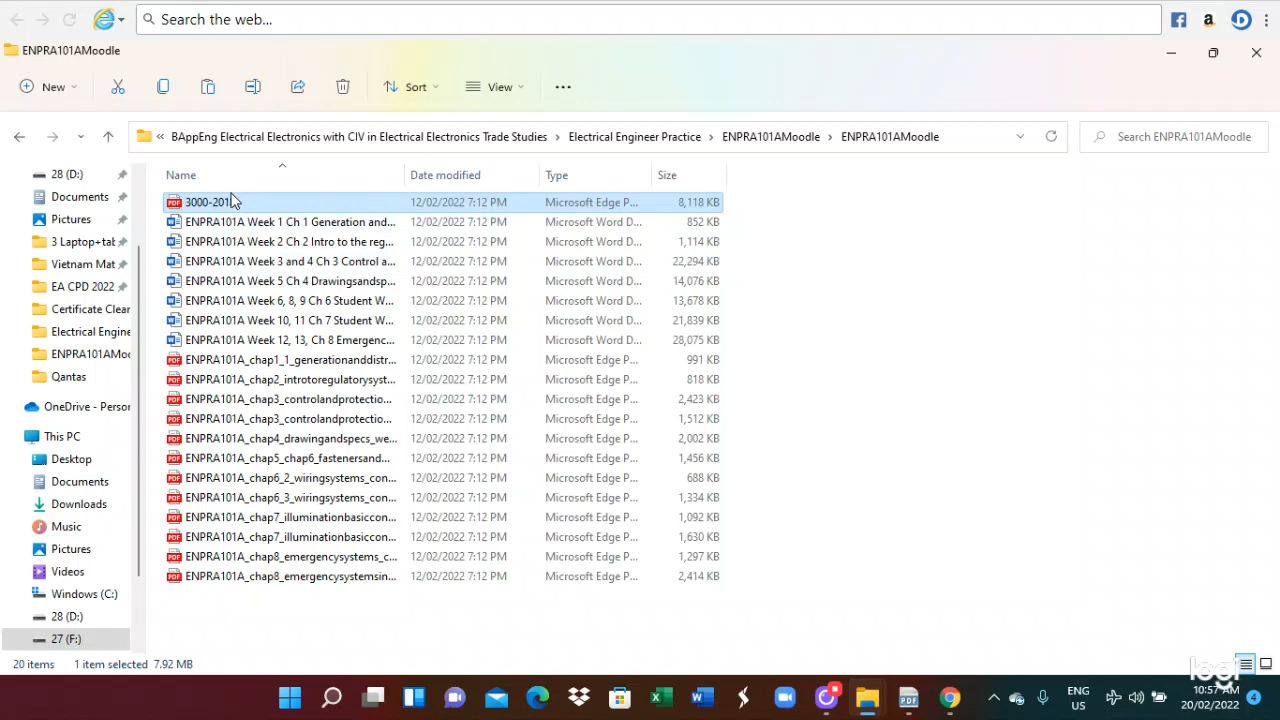 Search the web...
ENPRA101AMoodle
New
Sort
View
BAppEng Electrical Electronics with CIV in Electrical Electronics Trade Studies
Electrical Engineer Practice
ENPRA101AMoodle
ENPRA101AMoodle
Search ENPRA101AMoodle
Name Date modified Type Size
28 (D:)
Documents
Pictures
3 Laptop+tab
Vietnam Mat
EA CPD 2022
Certificate Clear
Electrical Engine
ENPRA101AMoo
Qantas
OneDrive - Person
This PC
Desktop
Documents
Downloads
Music
Pictures
Videos
Windows (C:)
28 (D:)
27 (F:)
3000-201 12/02/2022 7:12 PM Microsoft Edge P... 8,118 KB
ENPRA101A Week 1 Ch 1 Generation and... 12/02/2022 7:12 PM Microsoft Word D... 852 KB
ENPRA101A Week 2 Ch 2 Intro to the reg... 12/02/2022 7:12 PM Microsoft Word D... 1,114 KB
ENPRA101A Week 3 and 4 Ch 3 Control a... 12/02/2022 7:12 PM Microsoft Word D... 22,294 KB
ENPRA101A Week 5 Ch 4 Drawingsandsp... 12/02/2022 7:12 PM Microsoft Word D... 14,076 KB
ENPRA101A Week 6, 8, 9 Ch 6 Student W... 12/02/2022 7:12 PM Microsoft Word D... 13,678 KB
ENPRA101A Week 10, 11 Ch 7 Student W... 12/02/2022 7:12 PM Microsoft Word D... 21,839 KB
ENPRA101A Week 12, 13, Ch 8 Emergenc... 12/02/2022 7:12 PM Microsoft Word D... 28,075 KB
ENPRA101A_chap1_1_generationanddistr... 12/02/2022 7:12 PM Microsoft Edge P... 991 KB
ENPRA101A_chap2_introtoregulatorysyst... 12/02/2022 7:12 PM Microsoft Edge P... 818 KB
ENPRA101A_chap3_controlandprotectio... 12/02/2022 7:12 PM Microsoft Edge P... 2,423 KB
ENPRA101A_chap3_controlandprotectio... 12/02/2022 7:12 PM Microsoft Edge P... 1,512 KB
ENPRA101A_chap4_drawingandspecs_we... 12/02/2022 7:12 PM Microsoft Edge P... 2,002 KB
ENPRA101A_chap5_chap6_fastenersand... 12/02/2022 7:12 PM Microsoft Edge P... 1,456 KB
ENPRA101A_chap6_2_wiringsystems_con... 12/02/2022 7:12 PM Microsoft Edge P... 688 KB
ENPRA101A_chap6_3_wiringsystems_con... 12/02/2022 7:12 PM Microsoft Edge P... 1,334 KB
ENPRA101A_chap7_illuminationbasiccon... 12/02/2022 7:12 PM Microsoft Edge P... 1,092 KB
ENPRA101A_chap7_illuminationbasiccon... 12/02/2022 7:12 PM Microsoft Edge P... 1,630 KB
ENPRA101A_chap8_emergencysystems_c... 12/02/2022 7:12 PM Microsoft Edge P... 1,297 KB
ENPRA101A_chap8_emergencysystemsin... 12/02/2022 7:12 PM Microsoft Edge P... 2,414 KB
20 items 1 item selected 7.92 MB
logi
ENG
US
10:57 AM
20/02/2022
4